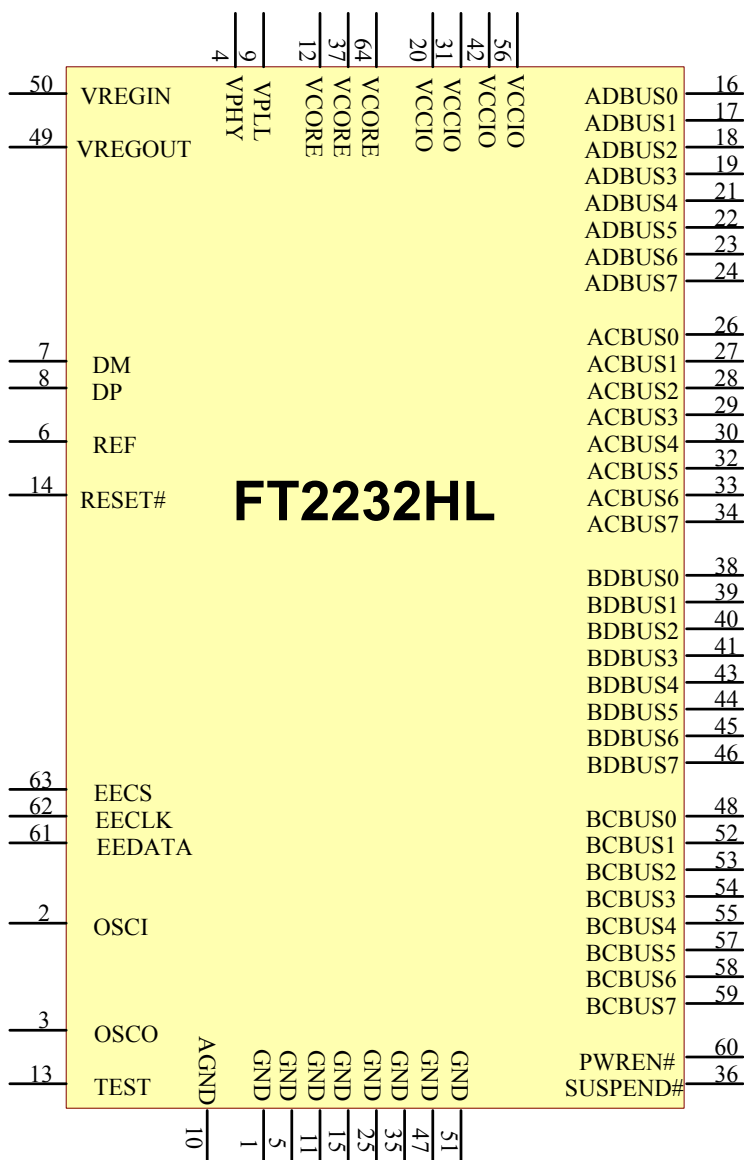 4 VPHY
9 VPLL
12 VCORE
37 VCORE
64 VCORE
20 VCCIO
31 VCCIO
42 VCCIO
56 VCCIO
50 VREGIN
49 VREGOUT
7 DM
8 DP
6 REF
14 RESET#
FT2232HL
63 EECS
62 EECLK
61 EEDATA
2 OSCI
3 OSCO
13 TEST
ADBUS0 16
ADBUS1 17
ADBUS2 18
ADBUS3 19
ADBUS4 21
ADBUS5 22
ADBUS6 23
ADBUS7 24
ACBUS0 26
ACBUS1 27
ACBUS2 28
ACBUS3 29
ACBUS4 30
ACBUS5 32
ACBUS6 33
ACBUS7 34
BDBUS0 38
BDBUS1 39
BDBUS2 40
BDBUS3 41
BDBUS4 43
BDBUS5 44
BDBUS6 45
BDBUS7 46
BCBUS0 48
BCBUS1 52
BCBUS2 53
BCBUS3 54
BCBUS4 55
BCBUS5 57
BCBUS6 58
BCBUS7 59
PWREN# 60
SUSPEND# 36
AGND 10
GND 1
GND 5
GND 11
GND 15
GND 25
GND 35
GND 47
GND 51